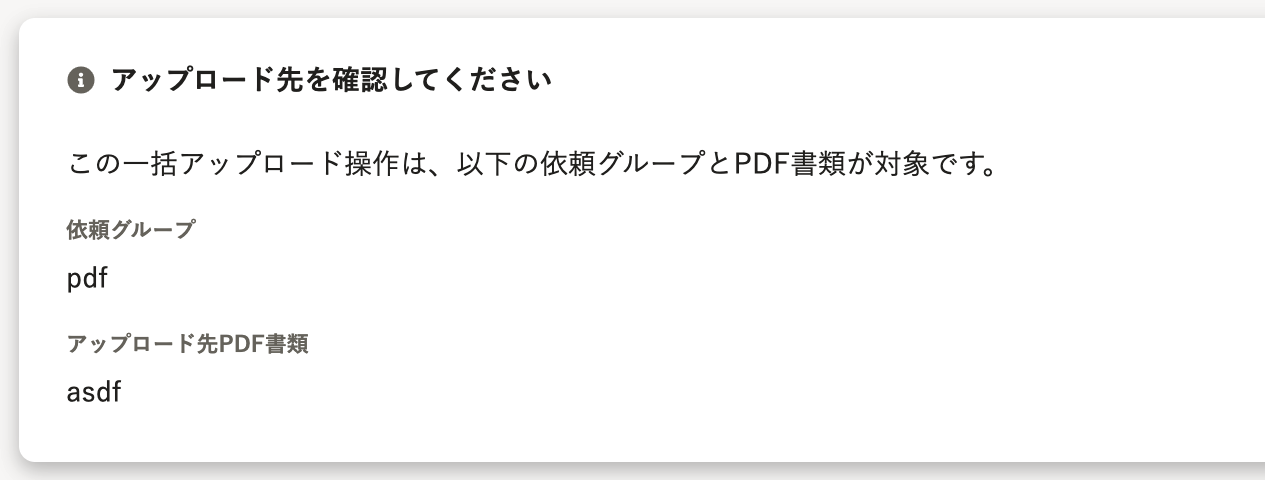 アップロード先を確認してください
この一括アップロード操作は、以下の依頼グループとPDF書類が対象です。
依頼グループ
pdf
アップロード先PDF書類
asdf